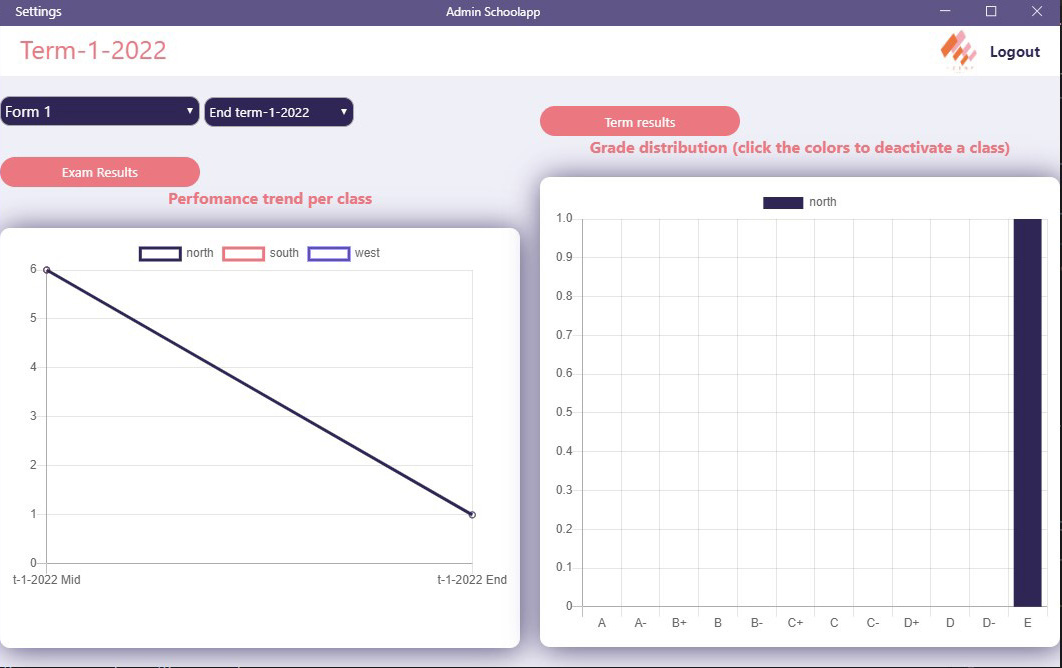 Settings
Admin Schoolapp
Term-1-2022
Logout
Form 1
End term-1-2022
Exam Results
Perfomance trend per class
north south west
6
5
4
3
2
1
0
t-1-2022 Mid t-1-2022 End
Term results
Grade distribution (click the colors to deactivate a class)
north
1.0
0.9
0.8
0.7
0.6
0.5
0.4
0.3
0.2
0.1
0
A A- B+ B B- C+ C C- D+ D D- E